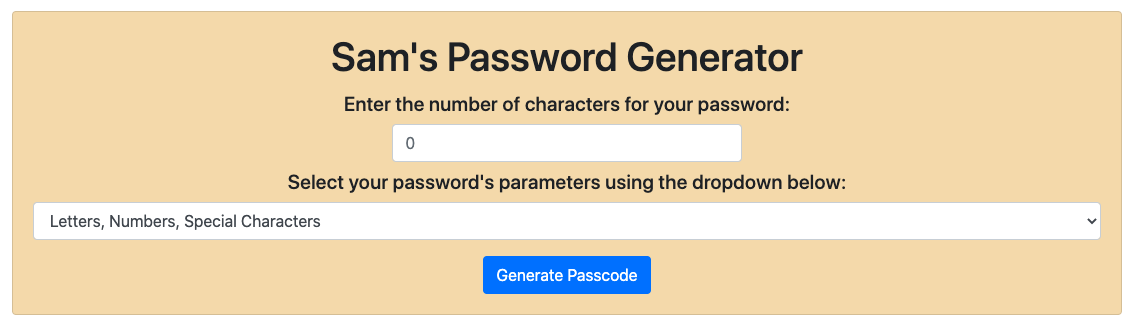 Sam's Password Generator
Enter the number of characters for your password:
0
Select your password's parameters using the dropdown below:
Letters, Numbers, Special Characters
Generate Passcode